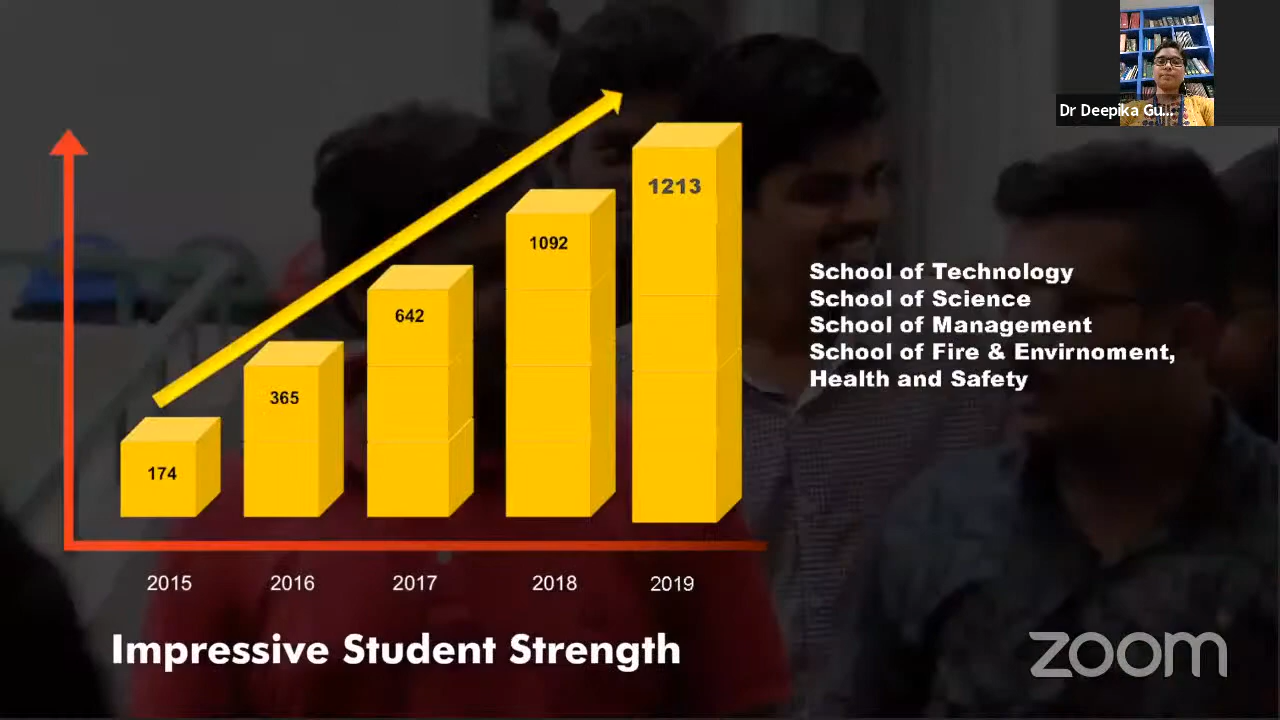 Dr Deepika Gu...
1213
1092
642
365
174
School of Technology
School of Science
School of Management
School of Fire & Envirnoment,
Health and Safety
2015 2016 2017 2018 2019
Impressive Student Strength
zoom